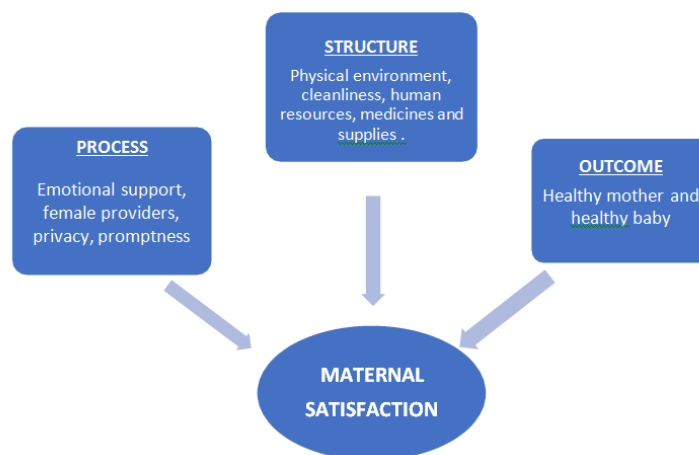 PROCESS
Emotional support,
female providers,
privacy, promptness
STRUCTURE
Physical environment,
cleanliness, human
resources, medicines and
supplies .
OUTCOME
Healthy mother and
healthy baby
MATERNAL
SATISFACTION